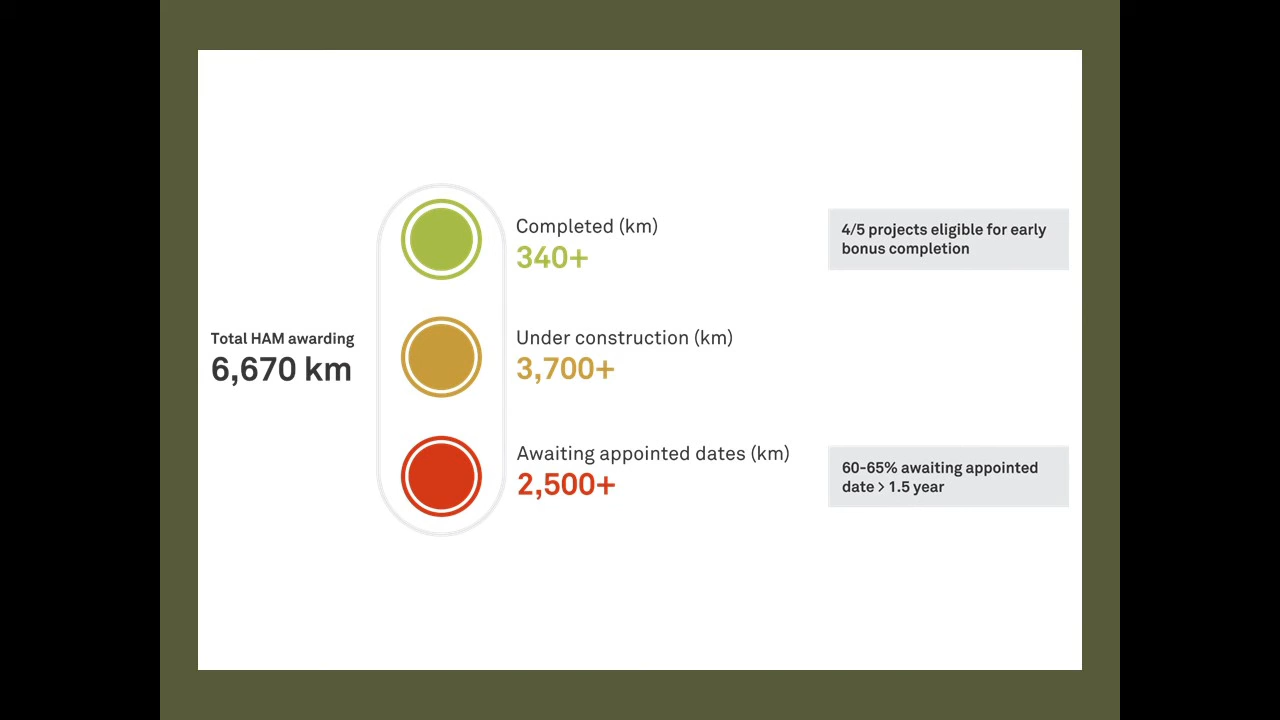 Total HAM awarding
6,670 km
Completed (km)
340+
4/5 projects eligible for early
bonus completion
Under construction (km)
3,700+
Awaiting appointed dates (km)
2,500+
60-65% awaiting appointed
date > 1.5 year